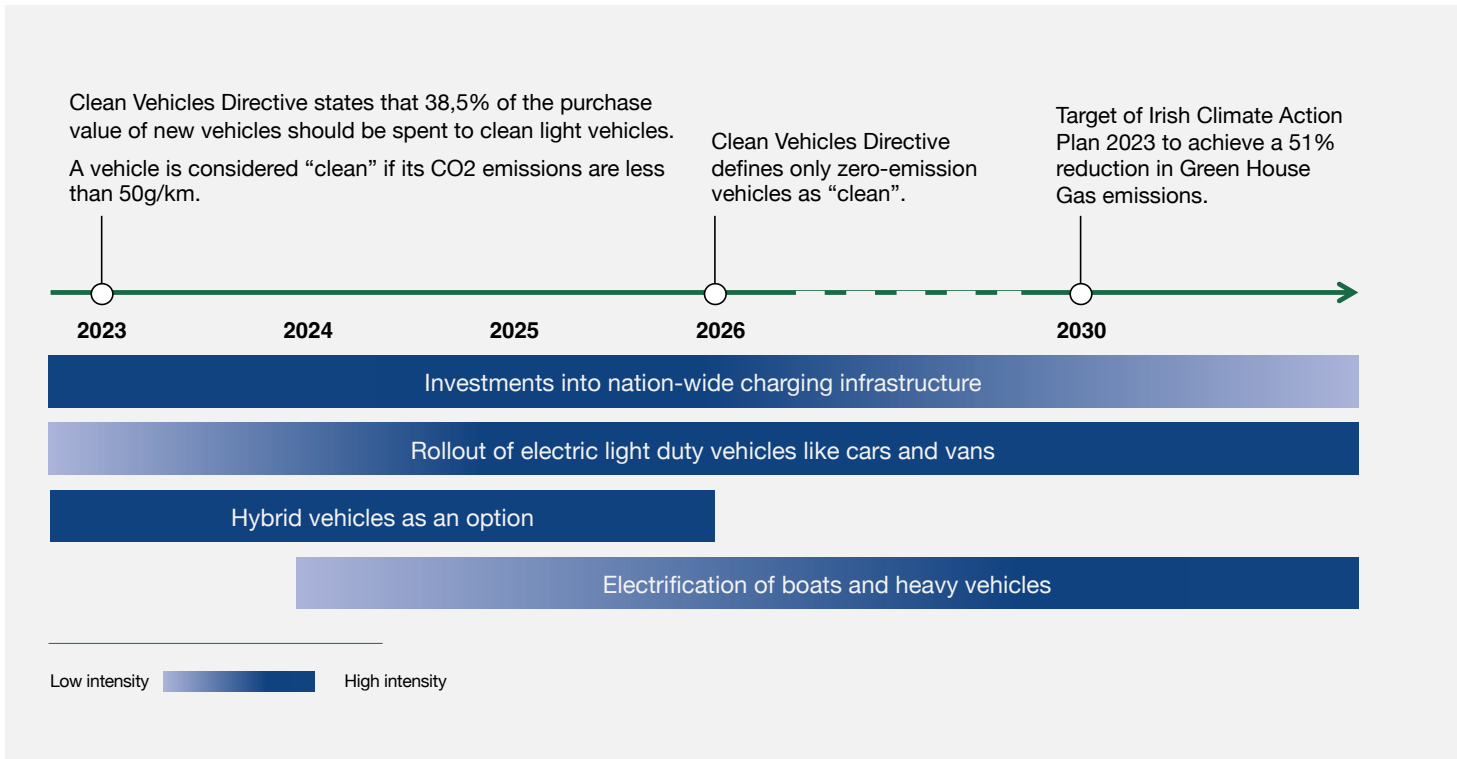 Clean Vehicles Directive states that 38,5% of the purchase
value of new vehicles should be spent to clean light vehicles.
A vehicle is considered “clean” if its CO2 emissions are less
than 50g/km.
Clean Vehicles Directive
defines only zero-emission
vehicles as “clean”.
Target of Irish Climate Action
Plan 2023 to achieve a 51%
reduction in Green House
Gas emissions.
2023 2024 2025 2026 2030
Investments into nation-wide charging infrastructure
Rollout of electric light duty vehicles like cars and vans
Hybrid vehicles as an option
Electrification of boats and heavy vehicles
Low intensity High intensity